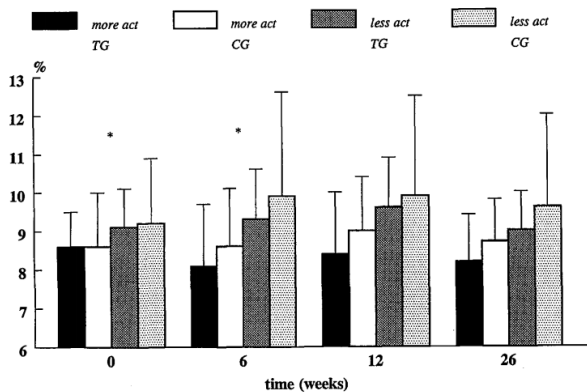 more act more act less act less act
TG CG TG CG
%
13
12
11
* *
10
9
8
7
6
0 6 12 26
time (weeks)